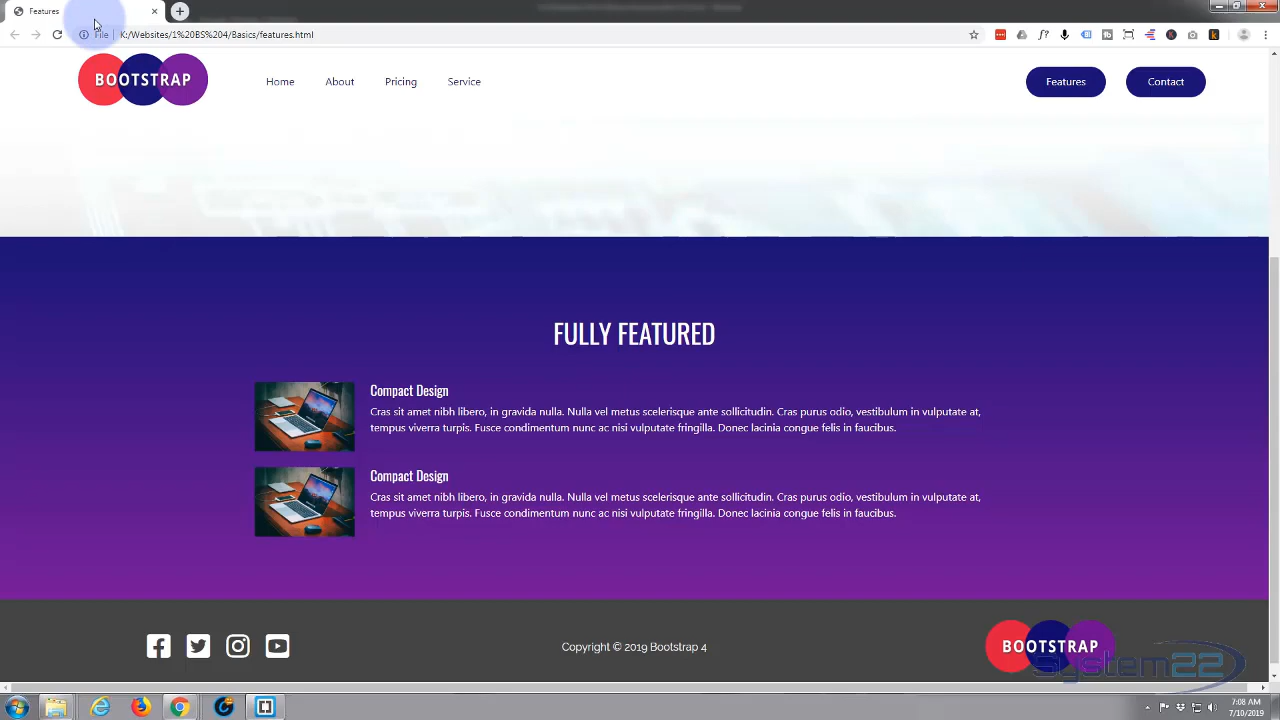 Features
File K:/Websites/1%20BS%204/Basics/features.html
BOOTSTRAP Home About Pricing Service Features Contact
FULLY FEATURED
Compact Design
Cras sit amet nibh libero, in gravida nulla. Nulla vel metus scelerisque ante sollicitudin. Cras purus odio, vestibulum in vulputate at,
tempus viverra turpis. Fusce condimentum nunc ac nisi vulputate fringilla. Donec lacinia congue felis in faucibus.
Compact Design
Cras sit amet nibh libero, in gravida nulla. Nulla vel metus scelerisque ante sollicitudin. Cras purus odio, vestibulum in vulputate at,
tempus viverra turpis. Fusce condimentum nunc ac nisi vulputate fringilla. Donec lacinia congue felis in faucibus.
Copyright © 2019 Bootstrap 4
BOOTSTRAP
system22
7:08 AM
7/10/2019